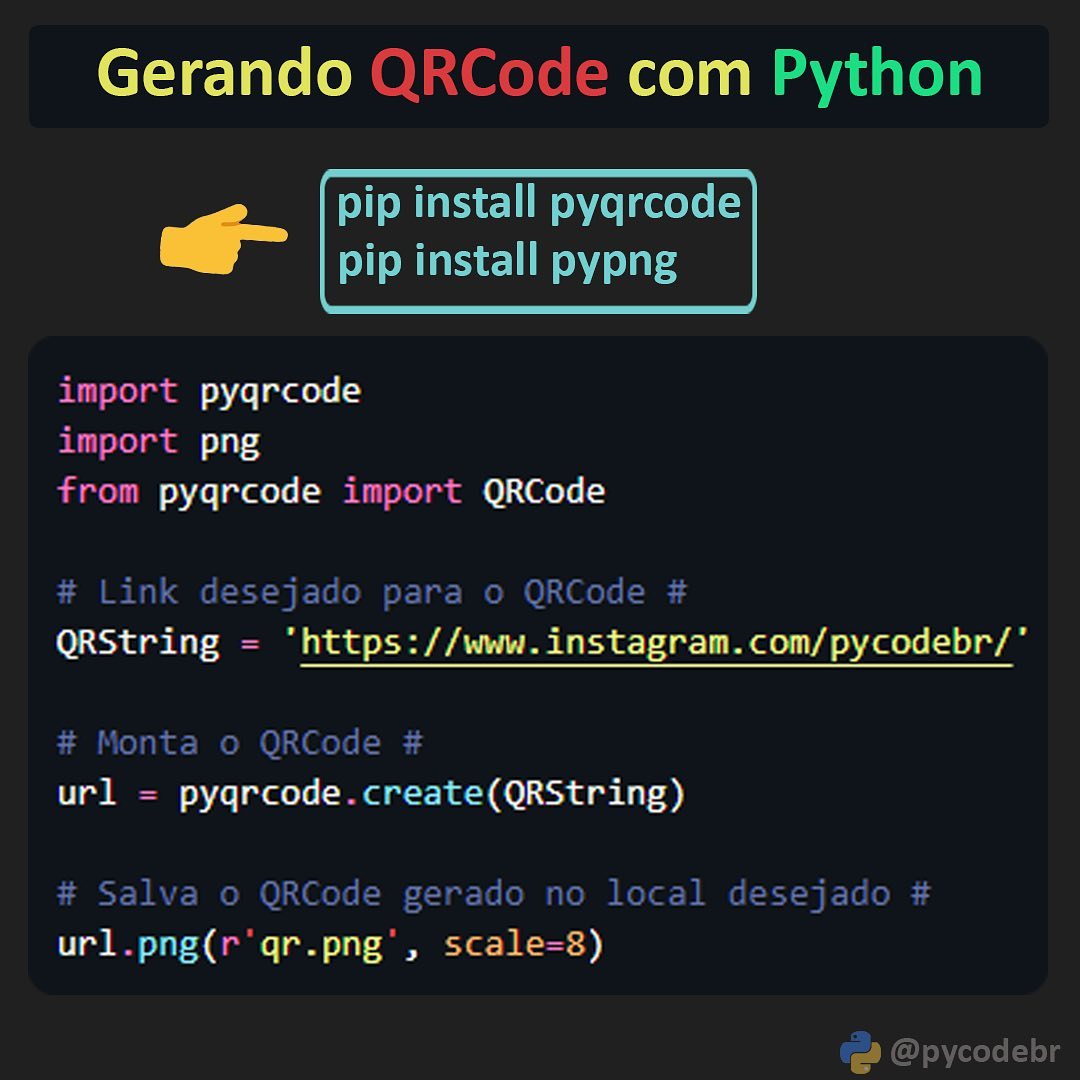 Gerando QRCode com Python
pip install pyqrcode
pip install pypng
import pyqrcode
import png
from pyqrcode import QRCode
# Link desejado para o QRCode #
QRString = 'https://www.instagram.com/pycodebr/'
# Monta o QRCode #
url = pyqrcode.create(QRString)
# Salva o QRCode gerado no local desejado #
url.png(r'qr.png', scale=8)
@pycodebr